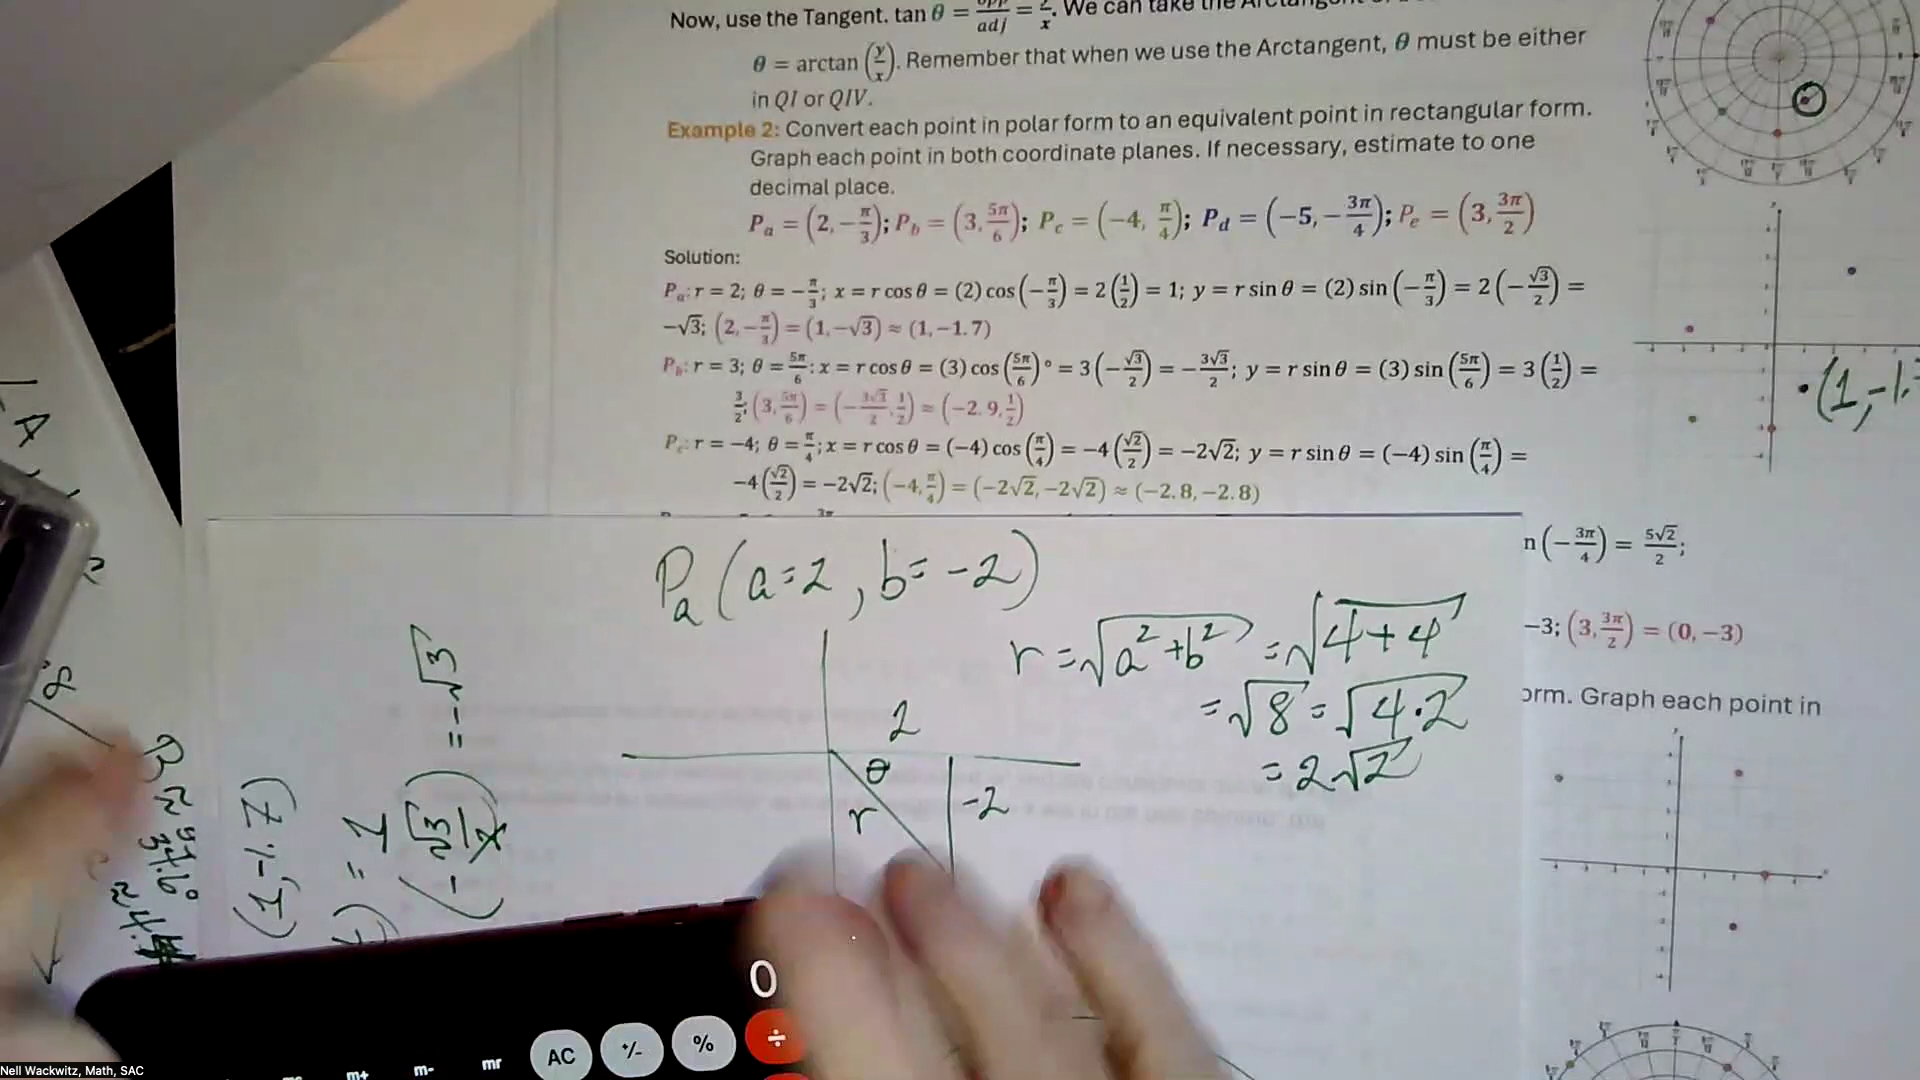 Now, use the Tangent. tan θ = opp/adj = y/x. We can take the
θ = arctan (y/x). Remember that when we use the Arctangent, θ must be either
in QI or QIV.
Example 2: Convert each point in polar form to an equivalent point in rectangular form.
Graph each point in both coordinate planes. If necessary, estimate to one
decimal place.
Pₐ = (2, −π/3); P_b = (3, 5π/6); P_c = (−4, π/4); P_d = (−5, −3π/4); P_e = (3, 3π/2)
Solution:
Pₐ: r = 2; θ = −π/3; x = r cos θ = (2) cos (−π/3) = 2(1/2) = 1; y = r sin θ = (2) sin (−π/3) = 2(−√3/2) =
−√3; (2, −π/3) = (1, −√3) ≈ (1, −1.7)
P_b: r = 3; θ = 5π/6: x = r cos θ = (3) cos (5π/6)° = 3(−√3/2) = −3√3/2; y = r sin θ = (3) sin (5π/6) = 3(1/2) =
3/2; (3, 5π/6) = (−3√3/2, 1/2) ≈ (−2.9, 1/2)
P_c: r = −4; θ = π/4; x = r cos θ = (−4) cos (π/4) = −4(√2/2) = −2√2; y = r sin θ = (−4) sin (π/4) =
−4(√2/2) = −2√2; (−4, π/4) = (−2√2, −2√2) ≈ (−2.8, −2.8)
n(−3π/4) = 5√2/2;
−3; (3, 3π/2) = (0, −3)
orm. Graph each point in
(1, -1.
Pₐ (a=2, b=-2)
r = √a²+b² = √4+4
= √8 = √4·2
= 2√2
2
θ
r
-2
(1, -1.7)
= 1
(-√3/2) = -√3
0
AC
+/-
%
÷
m+
m-
mr
Nell Wackwitz, Math, SAC